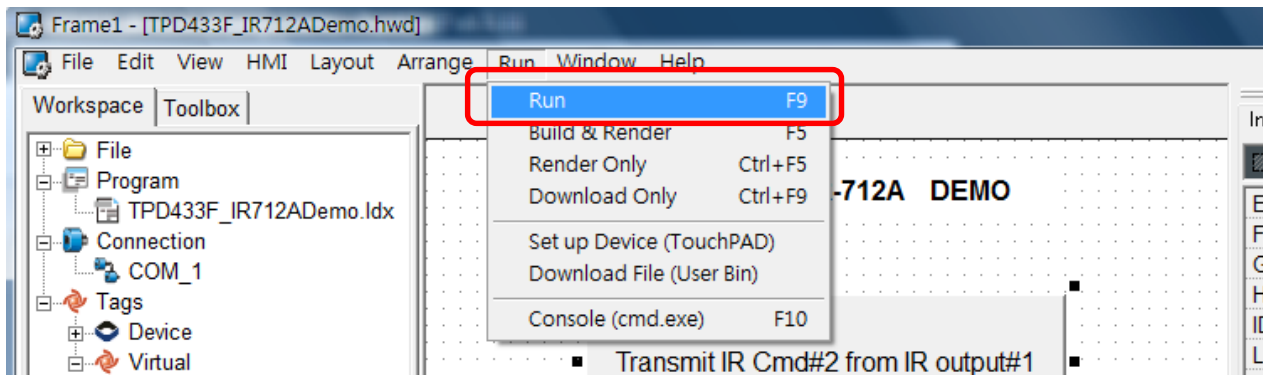 Frame1 - [TPD433F_IR712ADemo.hwd]
File Edit View HMI Layout Arrange Run Window Help
Workspace Toolbox
Run F9
Build & Render F5
Render Only Ctrl+F5
Download Only Ctrl+F9
Set up Device (TouchPAD)
Download File (User Bin)
Console (cmd.exe) F10
File
Program
TPD433F_IR712ADemo.ldx
Connection
COM_1
Tags
Device
Virtual
-712A DEMO
Transmit IR Cmd#2 from IR output#1